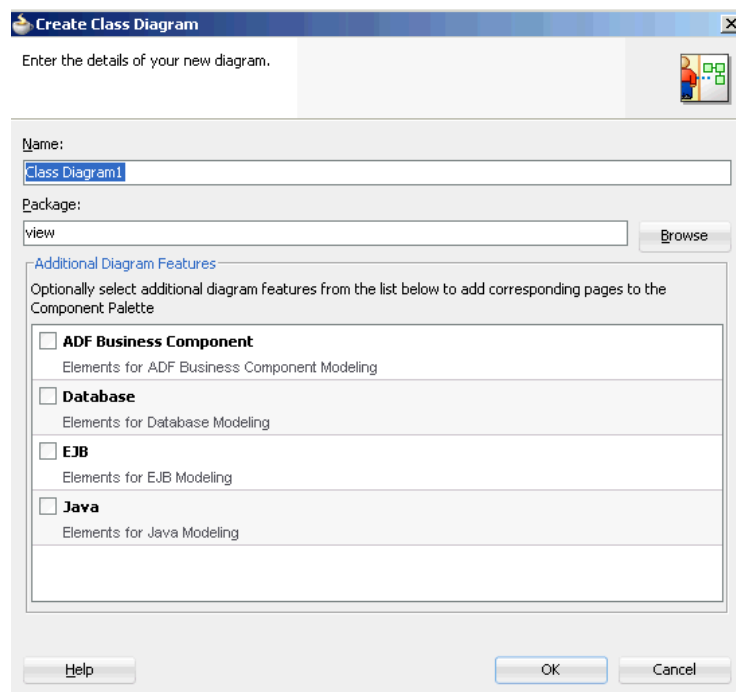 Create Class Diagram
Enter the details of your new diagram.
Name:
Class Diagram1
Package:
view
Browse
Additional Diagram Features
Optionally select additional diagram features from the list below to add corresponding pages to the
Component Palette
ADF Business Component
Elements for ADF Business Component Modeling
Database
Elements for Database Modeling
EJB
Elements for EJB Modeling
Java
Elements for Java Modeling
Help
OK
Cancel